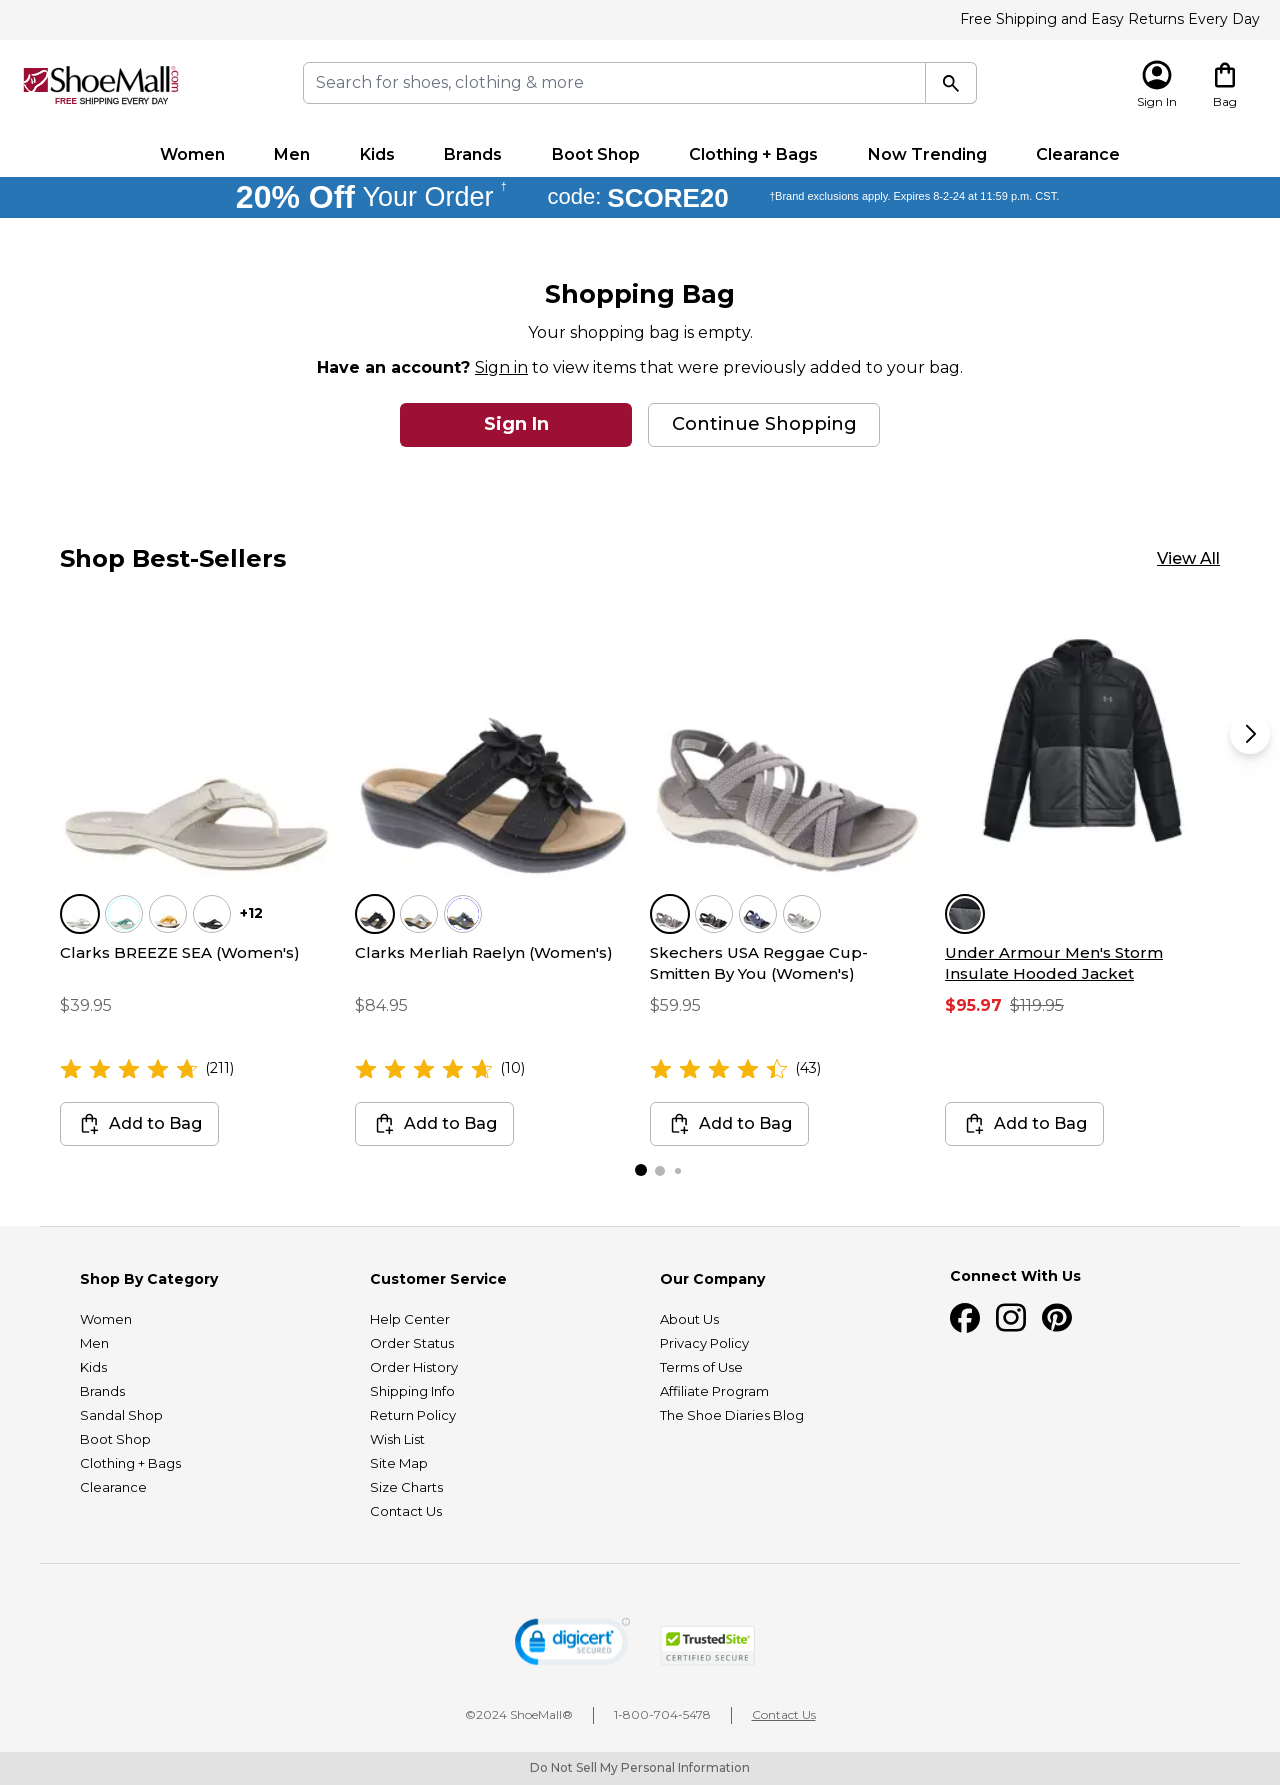 Free Shipping and Easy Returns Every Day
ShoeMall.com
FREE SHIPPING EVERY DAY
Search for shoes, clothing & more
Sign In
Bag
Women
Men
Kids
Brands
Boot Shop
Clothing + Bags
Now Trending
Clearance
20% Off Your Order †
code: SCORE20
†Brand exclusions apply. Expires 8-2-24 at 11:59 p.m. CST.
Shopping Bag
Your shopping bag is empty.
Have an account? Sign in to view items that were previously added to your bag.
Sign In
Continue Shopping
Shop Best-Sellers
View All
+12
Clarks BREEZE SEA (Women's)
$39.95
(211)
Add to Bag
Clarks Merliah Raelyn (Women's)
$84.95
(10)
Add to Bag
Skechers USA Reggae Cup-
Smitten By You (Women's)
$59.95
(43)
Add to Bag
Under Armour Men's Storm
Insulate Hooded Jacket
$95.97 $119.95
Add to Bag
Shop By Category
Women
Men
Kids
Brands
Sandal Shop
Boot Shop
Clothing + Bags
Clearance
Customer Service
Help Center
Order Status
Order History
Shipping Info
Return Policy
Wish List
Site Map
Size Charts
Contact Us
Our Company
About Us
Privacy Policy
Terms of Use
Affiliate Program
The Shoe Diaries Blog
Connect With Us
digicert
SECURED
TrustedSite
CERTIFIED SECURE
©2024 ShoeMall®
1-800-704-5478
Contact Us
Do Not Sell My Personal Information